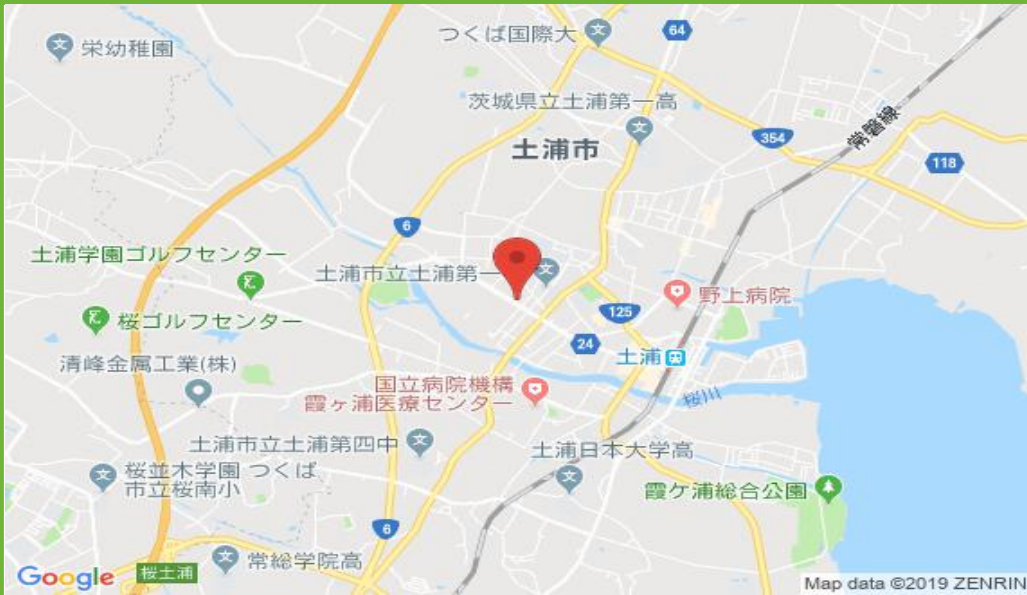 つくば国際大
64
栄幼稚園
茨城県立土浦第一高
354
土浦市
常磐線
118
6
土浦学園ゴルフセンター
土浦市立土浦第一
野上病院
125
桜ゴルフセンター
24
土浦
清峰金属工業(株)
国立病院機構
霞ヶ浦医療センター
桜川
土浦市立土浦第四中
土浦日本大学高
桜並木学園 つくば
市立桜南小
霞ケ浦総合公園
6
常総学院高
桜土浦
Google
Map data ©2019 ZENRIN